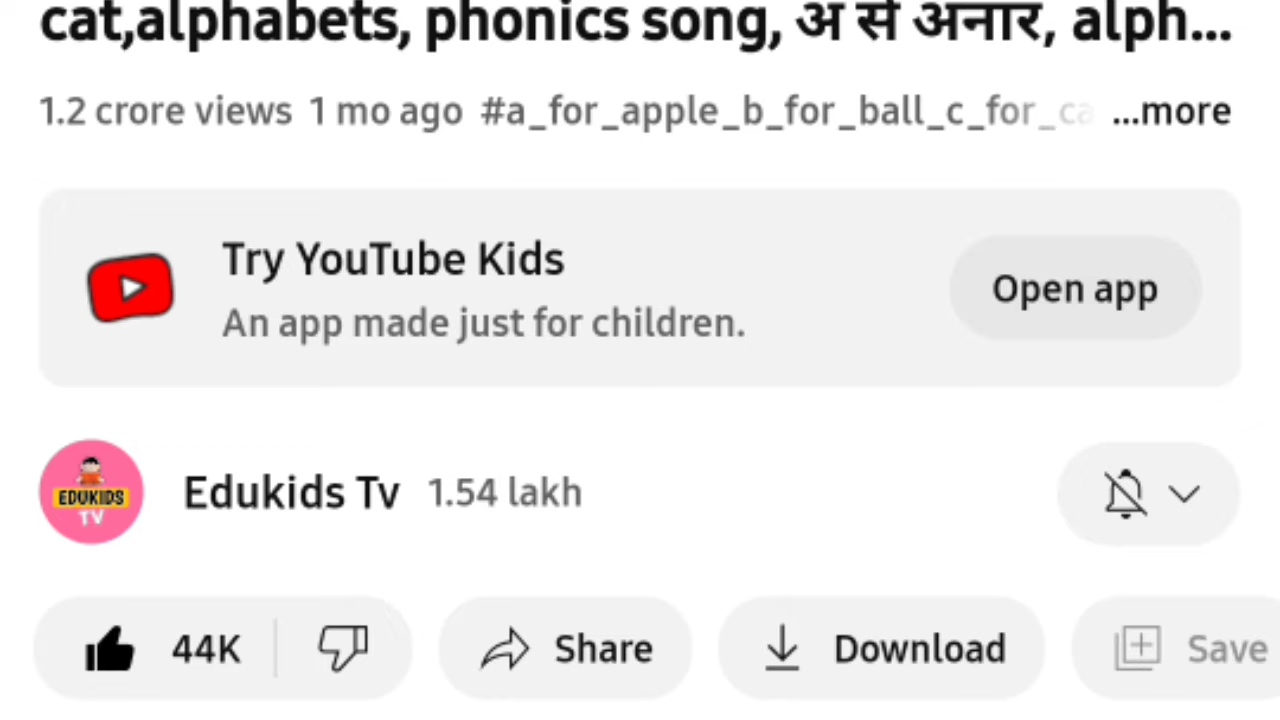 cat,alphabets, phonics song, अ से अनार, alph...
1.2 crore views 1 mo ago #a_for_apple_b_for_ball_c_for_ca ...more
Try YouTube Kids
An app made just for children.
Open app
EDUKIDS
TV
Edukids Tv 1.54 lakh
44K Share Download Save